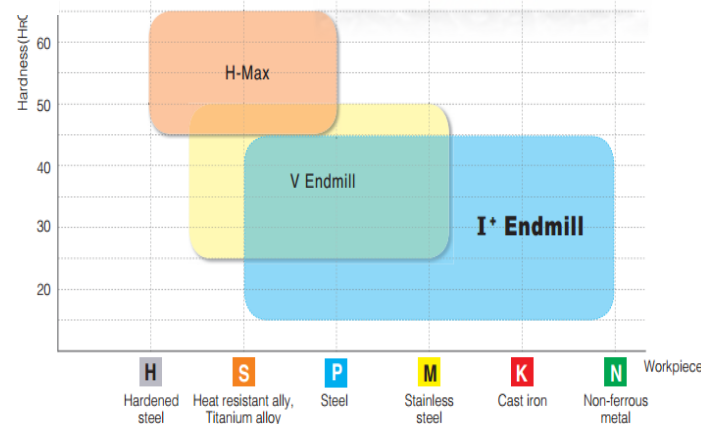 Hardness(HRC
60
50
40
30
20
H-Max
V Endmill
I+ Endmill
H
S
P
M
K
N
Workpiece
Hardened
steel
Heat resistant ally,
Titanium alloy
Steel
Stainless
steel
Cast iron
Non-ferrous
metal